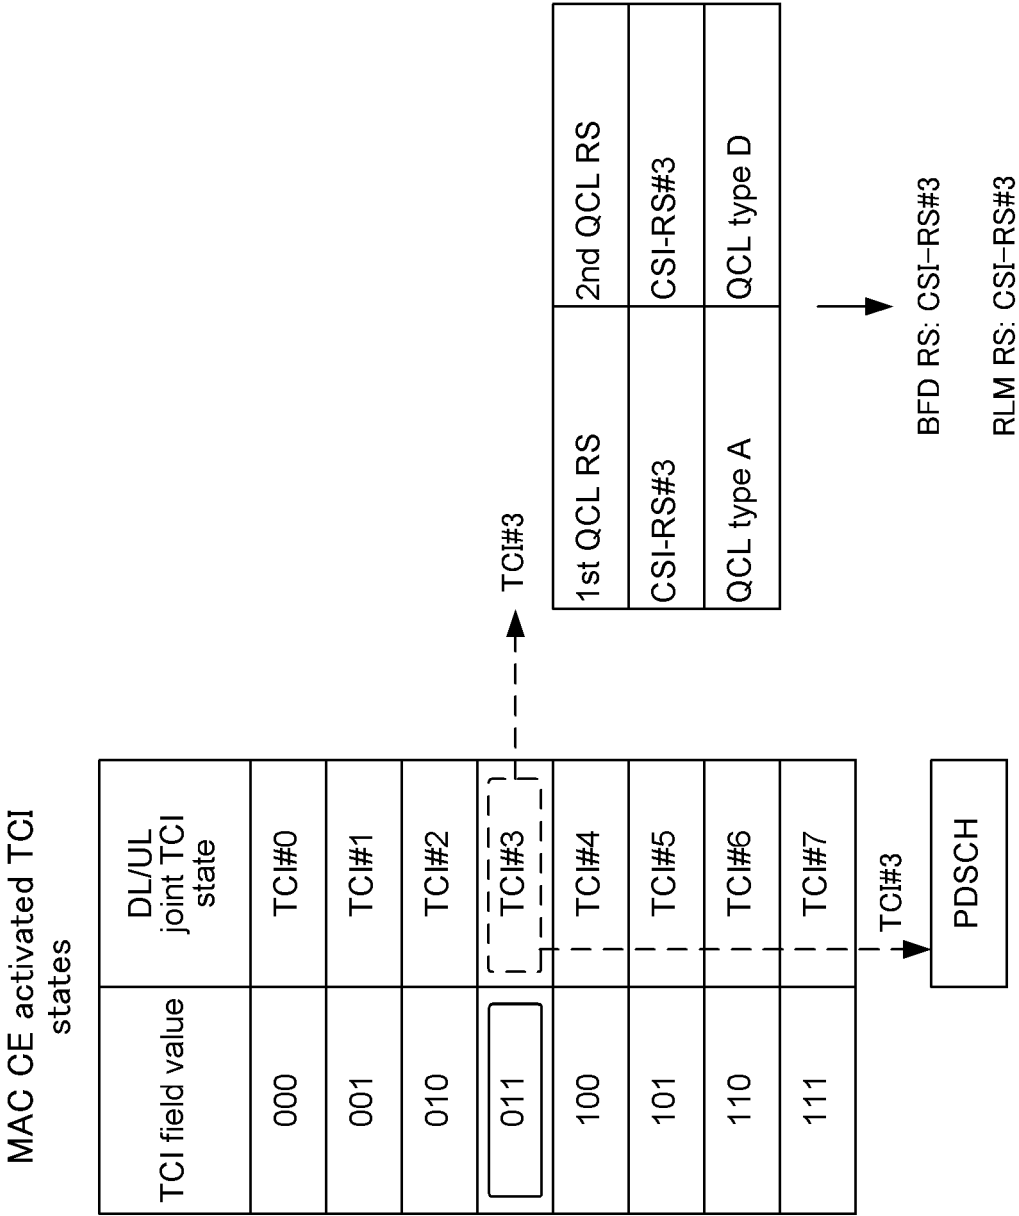 MAC CE activated TCI
states
TCI field value
DL/UL
joint TCI
state
000
TCI#0
001
TCI#1
010
TCI#2
011
TCI#3
100
TCI#4
101
TCI#5
110
TCI#6
111
TCI#7
TCI#3
PDSCH
TCI#3
1st QCL RS
2nd QCL RS
CSI-RS#3
CSI-RS#3
QCL type A
QCL type D
BFD RS: CSI-RS#3
RLM RS: CSI-RS#3